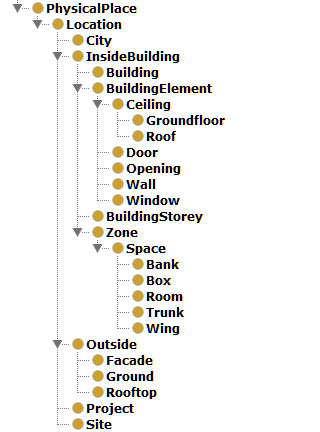 PhysicalPlace
Location
City
InsideBuilding
Building
BuildingElement
Ceiling
Groundfloor
Roof
Door
Opening
Wall
Window
BuildingStorey
Zone
Space
Bank
Box
Room
Trunk
Wing
Outside
Facade
Ground
Rooftop
Project
Site